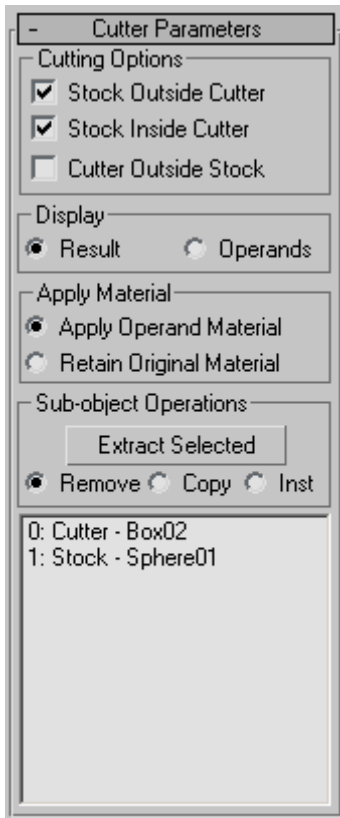 - Cutter Parameters
Cutting Options
Stock Outside Cutter
Stock Inside Cutter
Cutter Outside Stock
Display
Result Operands
Apply Material
Apply Operand Material
Retain Original Material
Sub-object Operations
Extract Selected
Remove Copy Inst
0: Cutter - Box02
1: Stock - Sphere01